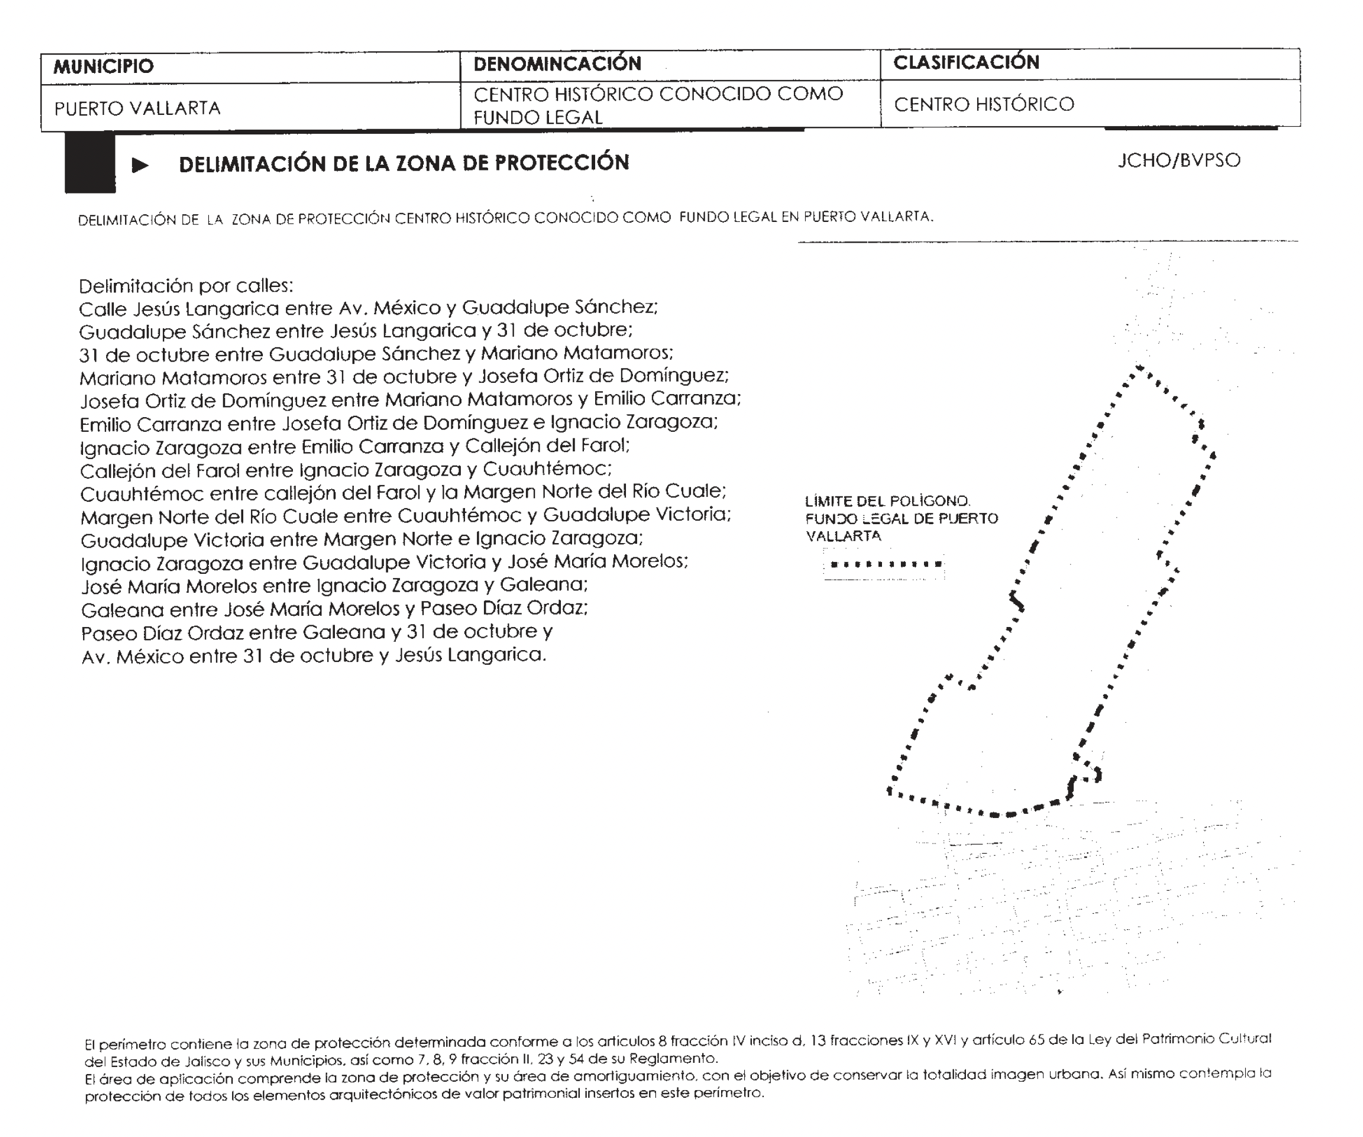 MUNICIPIO DENOMINCACIÓN CLASIFICACIÓN
PUERTO VALLARTA CENTRO HISTÓRICO CONOCIDO COMO FUNDO LEGAL CENTRO HISTÓRICO
DELIMITACIÓN DE LA ZONA DE PROTECCIÓN JCHO/BVPSO
DELIMITACIÓN DE LA ZONA DE PROTECCIÓN CENTRO HISTÓRICO CONOCIDO COMO FUNDO LEGAL EN PUERTO VALLARTA.
Delimitación por calles:
Calle Jesús Langarica entre Av. México y Guadalupe Sánchez;
Guadalupe Sánchez entre Jesús Langarica y 31 de octubre;
31 de octubre entre Guadalupe Sánchez y Mariano Matamoros;
Mariano Matamoros entre 31 de octubre y Josefa Ortiz de Domínguez;
Josefa Ortiz de Domínguez entre Mariano Matamoros y Emilio Carranza;
Emilio Carranza entre Josefa Ortiz de Domínguez e Ignacio Zaragoza;
Ignacio Zaragoza entre Emilio Carranza y Callejón del Farol;
Callejón del Farol entre Ignacio Zaragoza y Cuauhtémoc;
Cuauhtémoc entre callejón del Farol y la Margen Norte del Río Cuale;
Margen Norte del Río Cuale entre Cuauhtémoc y Guadalupe Victoria;
Guadalupe Victoria entre Margen Norte e Ignacio Zaragoza;
Ignacio Zaragoza entre Guadalupe Victoria y José María Morelos;
José María Morelos entre Ignacio Zaragoza y Galeana;
Galeana entre José María Morelos y Paseo Díaz Ordaz;
Paseo Díaz Ordaz entre Galeana y 31 de octubre y
Av. México entre 31 de octubre y Jesús Langarica.
LÍMITE DEL POLÍGONO.
FUNDO LEGAL DE PUERTO
VALLARTA
El perímetro contiene la zona de protección determinada conforme a los articulos 8 fracción IV inciso d, 13 fracciones IX y XVI y artículo 65 de la Ley del Patrimonio Cultural
del Estado de Jalisco y sus Municipios, así como 7, 8, 9 fracción II, 23 y 54 de su Reglamento.
El área de aplicación comprende la zona de protección y su área de amortiguamiento, con el objetivo de conservar la totalidad imagen urbana. Así mismo contempla la
protección de todos los elementos arquitectónicos de valor patrimonial insertos en este perímetro.